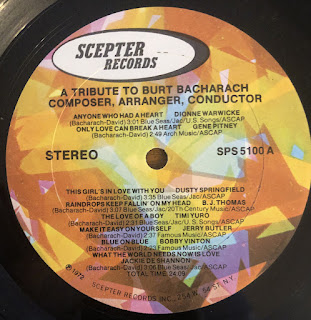 SCEPTER
RECORDS
A TRIBUTE TO BURT BACHARACH
COMPOSER, ARRANGER, CONDUCTOR
ANYONE WHO HAD A HEART DIONNE WARWICKE
(Bacharach-David) 3:01 Blue Seas/Jac/U.S. Songs/ASCAP
ONLY LOVE CAN BREAK A HEART GENE PITNEY
(Bacharach-David) 2:49 Arch Music/ASCAP
STEREO SPS 5100 A
THIS GIRL'S IN LOVE WITH YOU DUSTY SPRINGFIELD
(Bacharach-David) 3:35 Blue Seas/Jac/ASCAP
RAINDROPS KEEP FALLIN' ON MY HEAD B.J. THOMAS
(Bacharach-David) 3:07 Blue Seas/Jac/20th Century Music/ASCAP
THE LOVE OF A BOY TIMI YURO
(Bacharach-David) 2:31 Blue Seas/Jac/U.S. Songs/ASCAP
MAKE IT EASY ON YOURSELF JERRY BUTLER
(Bacharach-David) 2:37 Famous Music/ASCAP
BLUE ON BLUE BOBBY VINTON
(Bacharach-David) 2:23 Famous Music/ASCAP
WHAT THE WORLD NEEDS NOW IS LOVE
JACKIE DE SHANNON
(Bacharach-David) 3:06 Blue Seas/Jac/ASCAP
TOTAL TIME: 24:09
℗ 1972
SCEPTER RECORDS INC., 254 W. 54 ST. N.Y.